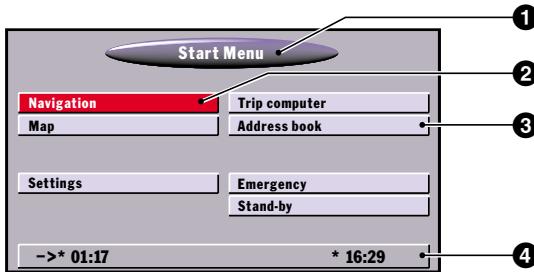 Start Menu
Navigation Trip computer
Map Address book
Settings Emergency
Stand-by
->* 01:17 * 16:29
1
2
3
4